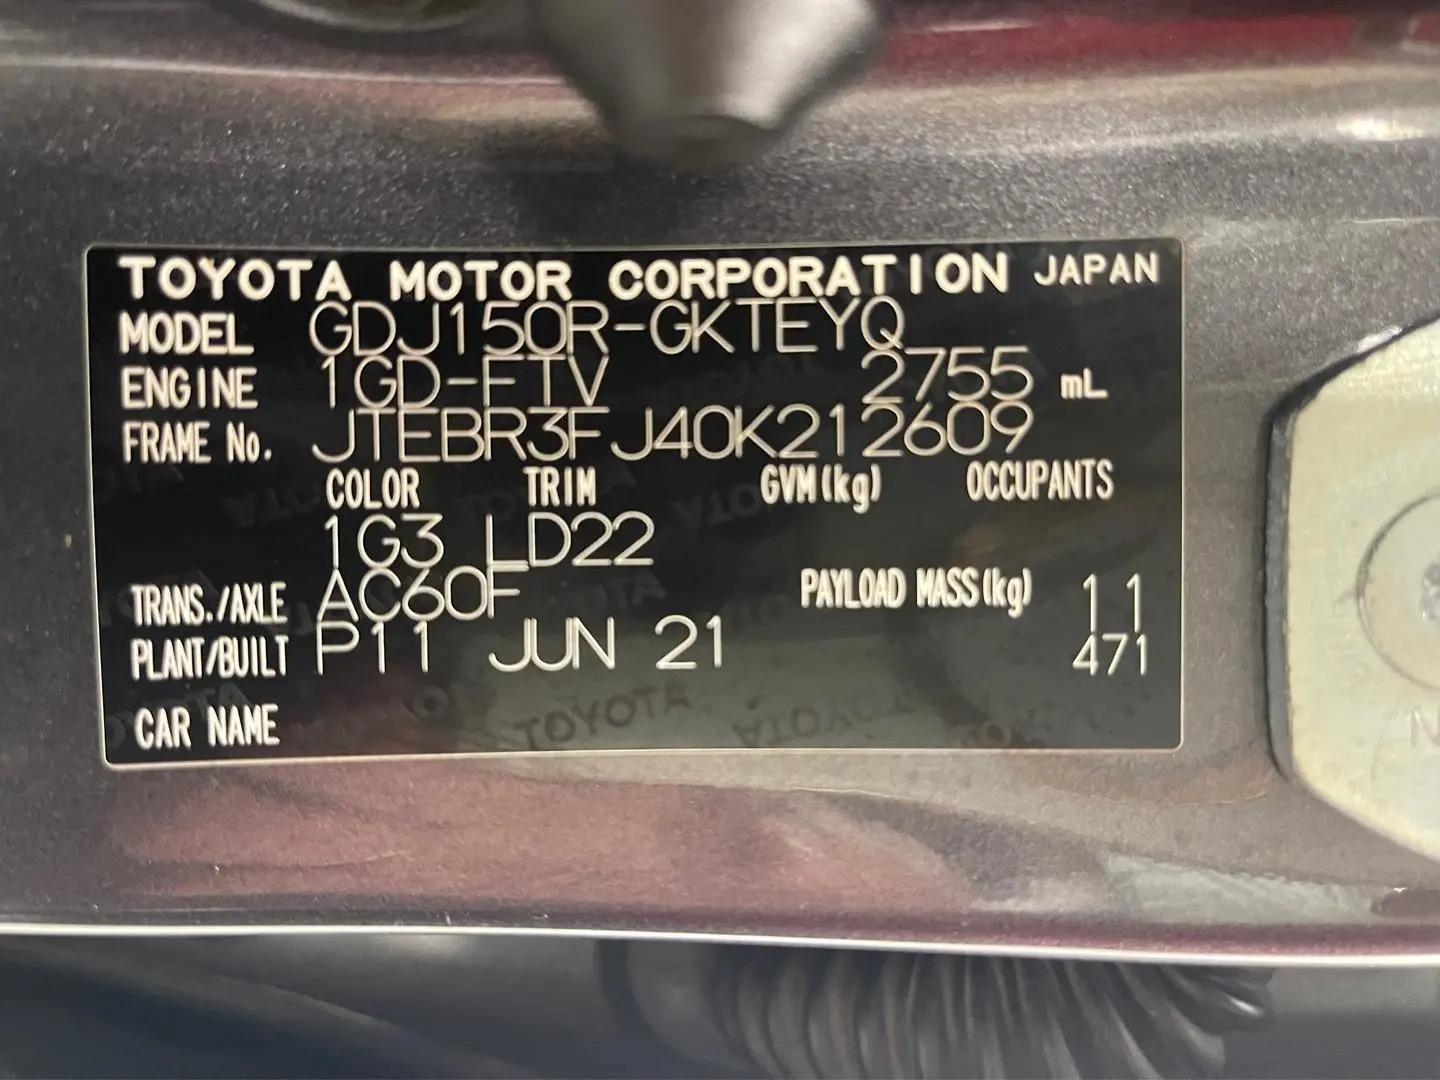 TOYOTA MOTOR CORPORATION JAPAN
MODEL GDJ150R-GKTEYQ
ENGINE 1GD-FTV 2755 mL
FRAME No. JTEBR3FJ40K212609
COLOR TRIM GVM(kg) OCCUPANTS
1G3 LD22
TRANS./AXLE AC60F PAYLOAD MASS(kg) 11
PLANT/BUILT P11 JUN 21 471
CAR NAME